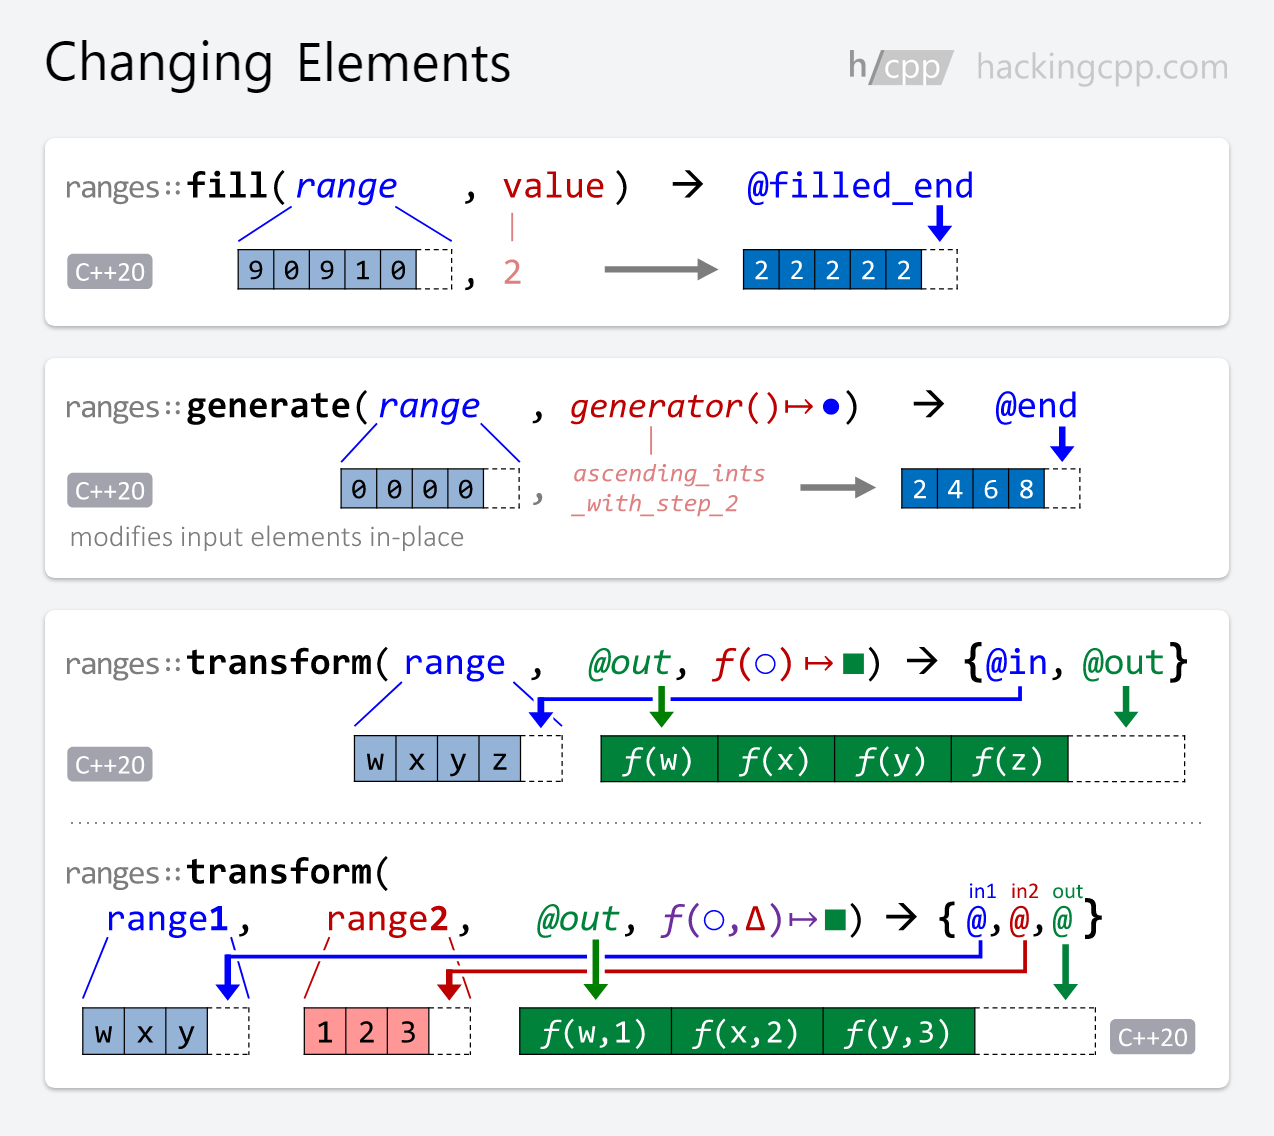 Changing Elements
h/cpp hackingcpp.com
ranges::fill(range , value) → @filled_end
C++20 9 0 9 1 0 , 2 2 2 2 2 2
ranges::generate(range , generator()↦●) → @end
C++20 0 0 0 0 , ascending_ints 2 4 6 8
_with_step_2
modifies input elements in-place
ranges::transform( range , @out, f(○)↦■) → {@in, @out}
C++20 w x y z f(w) f(x) f(y) f(z)
ranges::transform(
in1 in2 out
range1, range2, @out, f(○,Δ)↦■) → { @,@,@ }
w x y 1 2 3 f(w,1) f(x,2) f(y,3) C++20